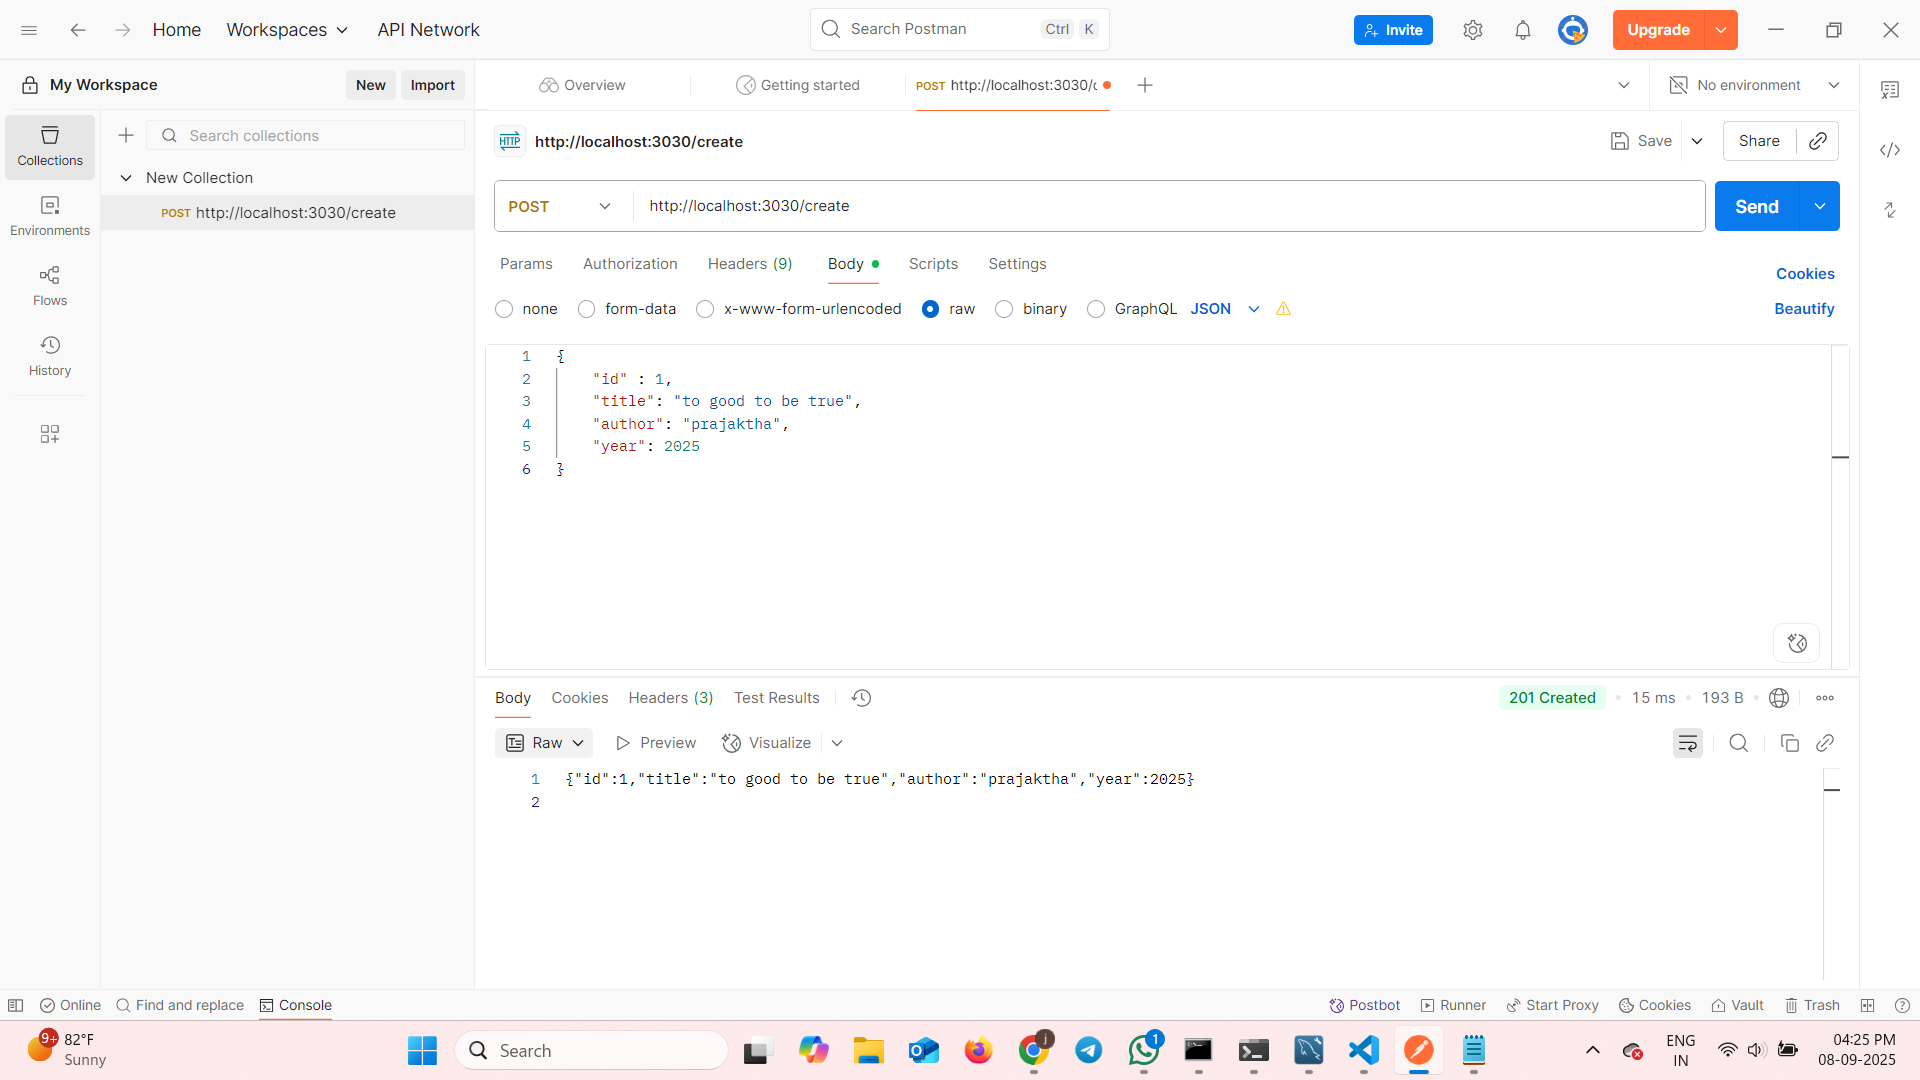 Home
Workspaces
API Network
Search Postman
Ctrl K
Invite
Upgrade
My Workspace
New
Import
Overview
Getting started
POST http://localhost:3030/c
No environment
Collections
Environments
Flows
History
Search collections
New Collection
POST http://localhost:3030/create
HTTP http://localhost:3030/create
Save
Share
POST
http://localhost:3030/create
Send
Params
Authorization
Headers (9)
Body
Scripts
Settings
Cookies
none
form-data
x-www-form-urlencoded
raw
binary
GraphQL
JSON
Beautify
1 {
2 "id" : 1,
3 "title": "to good to be true",
4 "author": "prajaktha",
5 "year": 2025
6 }
Body
Cookies
Headers (3)
Test Results
201 Created
15 ms
193 B
Raw
Preview
Visualize
1 {"id":1,"title":"to good to be true","author":"prajaktha","year":2025}
2
Online
Find and replace
Console
Postbot
Runner
Start Proxy
Cookies
Vault
Trash
9+
82°F
Sunny
Search
j
1
ENG
IN
04:25 PM
08-09-2025